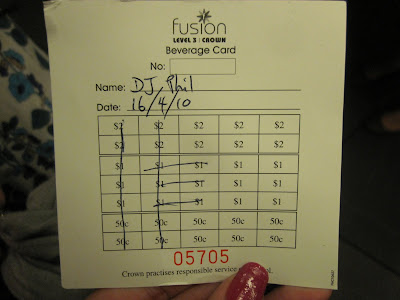 fusion
LEVEL 3 | CROWN
Beverage Card
No:
Name: DJ Phil
Date: 16/4/10
$2 $2 $2 $2 $2
$2 $2 $2 $2 $2
$1 $1 $1 $1 $1
$1 $1 $1 $1 $1
$1 $1 $1 $1 $1
50c 50c 50c 50c 50c
50c 50c 50c 50c 50c
05705
Crown practises responsible service